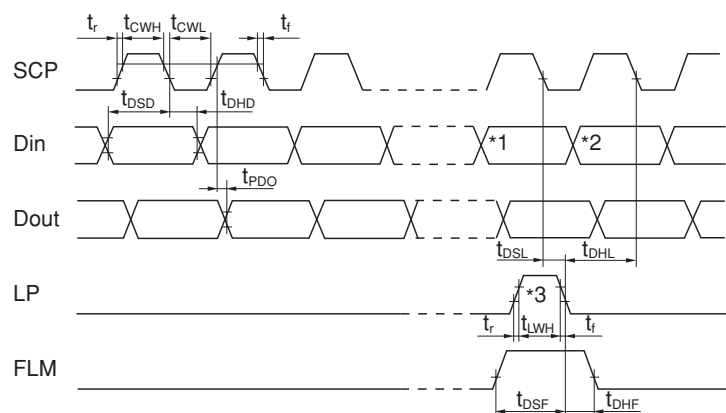 tr tCWH tCWL tf
SCP
tDSD tDHD
Din *1 *2
tPDO
Dout
tDSL tDHL
LP *3
tr tLWH tf
FLM
tDSF tDHF